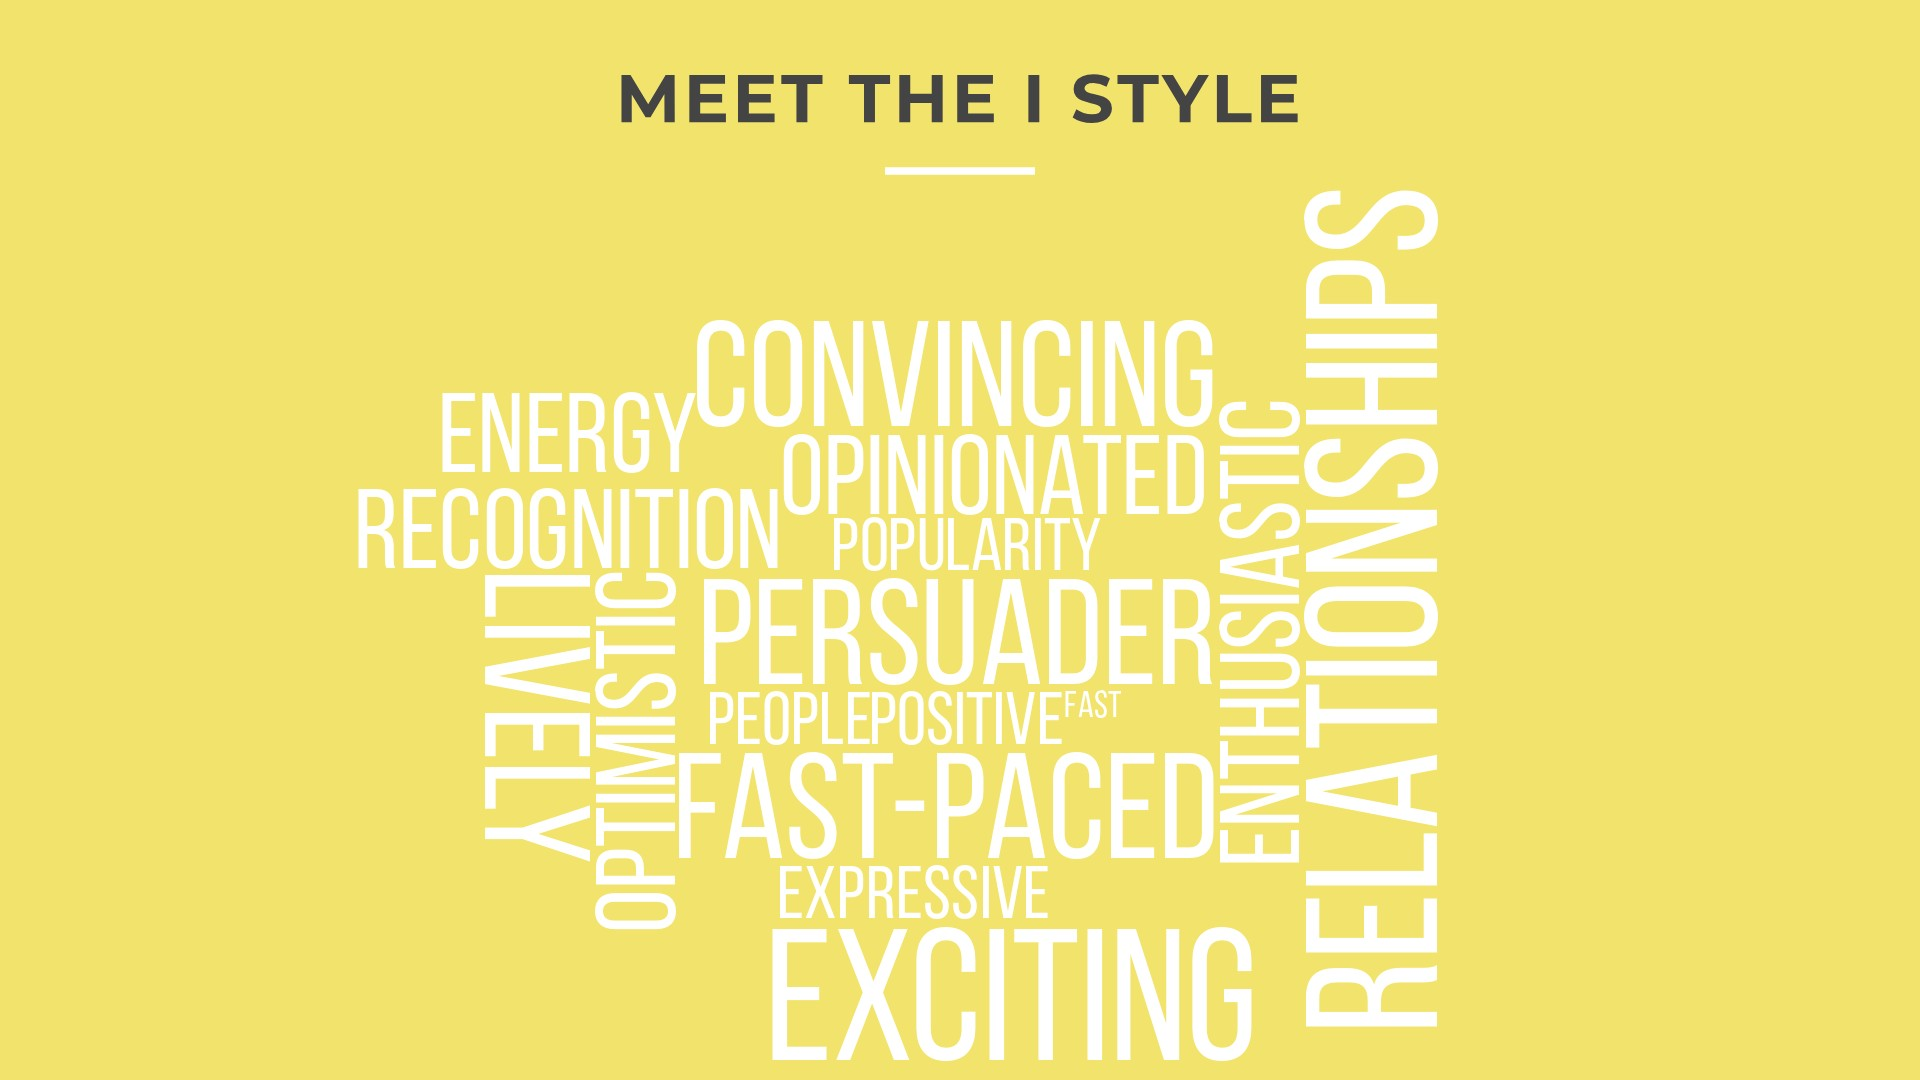 MEET THE I STYLE
CONVINCING
ENERGY
OPINIONATED
RECOGNITION
POPULARITY
LIVELY
OPTIMISTIC
PERSUADER
PEOPLE
POSITIVE
FAST
FAST-PACED
EXPRESSIVE
EXCITING
ENTHUSIASTIC
RELATIONSHIPS